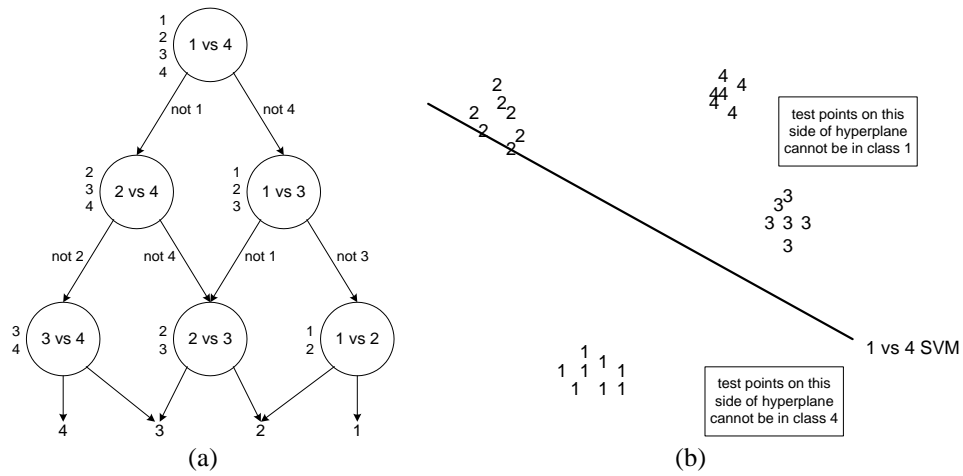 1
2
3
4
1 vs 4
not 1
not 4
2
3
4
2 vs 4
1
2
3
1 vs 3
not 2
not 4
not 1
not 3
3
4
3 vs 4
2
3
2 vs 3
1
2
1 vs 2
4
3
2
1
(a)
2
2
2 2
2
2
2
4
4
4 4
4
4
test points on this
side of hyperplane
cannot be in class 1
3
3
3 3 3
3
1 vs 4 SVM
1
1
1 1 1
1 1 1
test points on this
side of hyperplane
cannot be in class 4
(b)